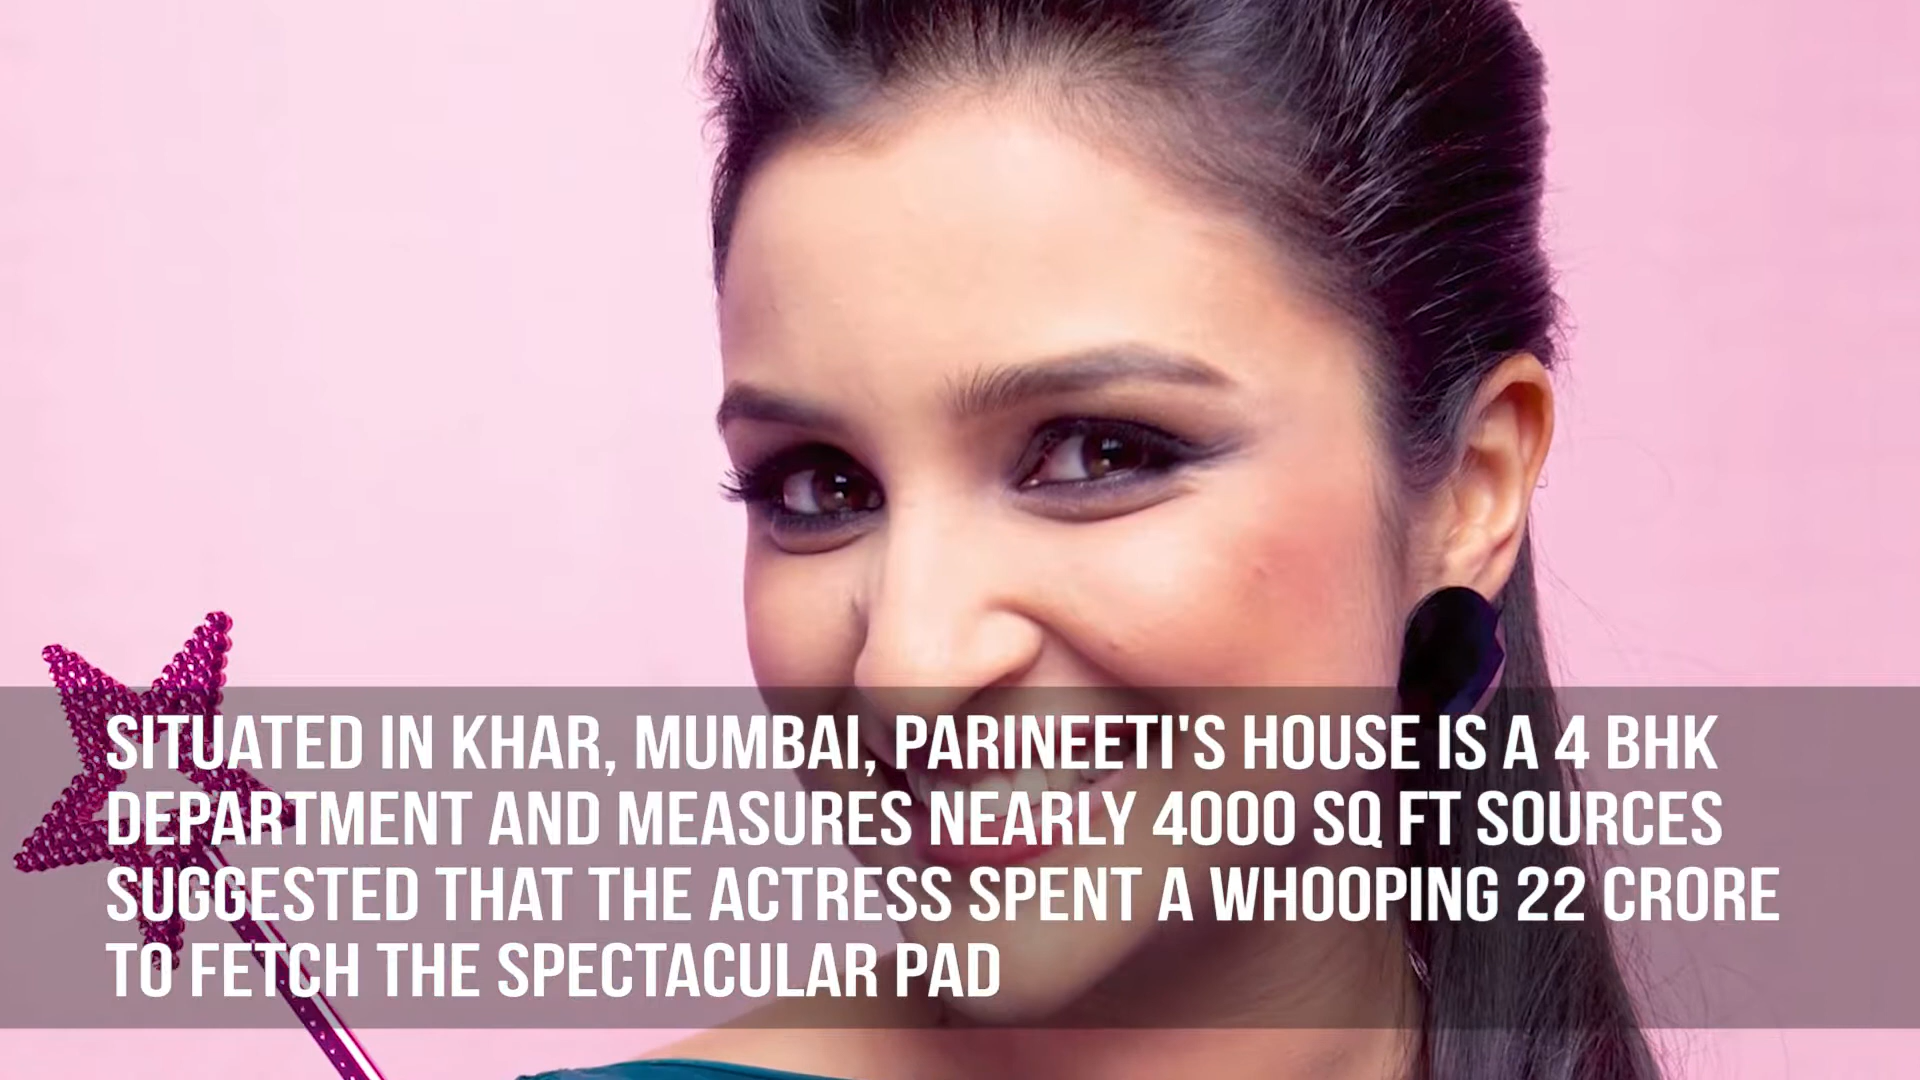 SITUATED IN KHAR, MUMBAI, PARINEETI'S HOUSE IS A 4 BHK
DEPARTMENT AND MEASURES NEARLY 4000 SQ FT SOURCES
SUGGESTED THAT THE ACTRESS SPENT A WHOOPING 22 CRORE
TO FETCH THE SPECTACULAR PAD